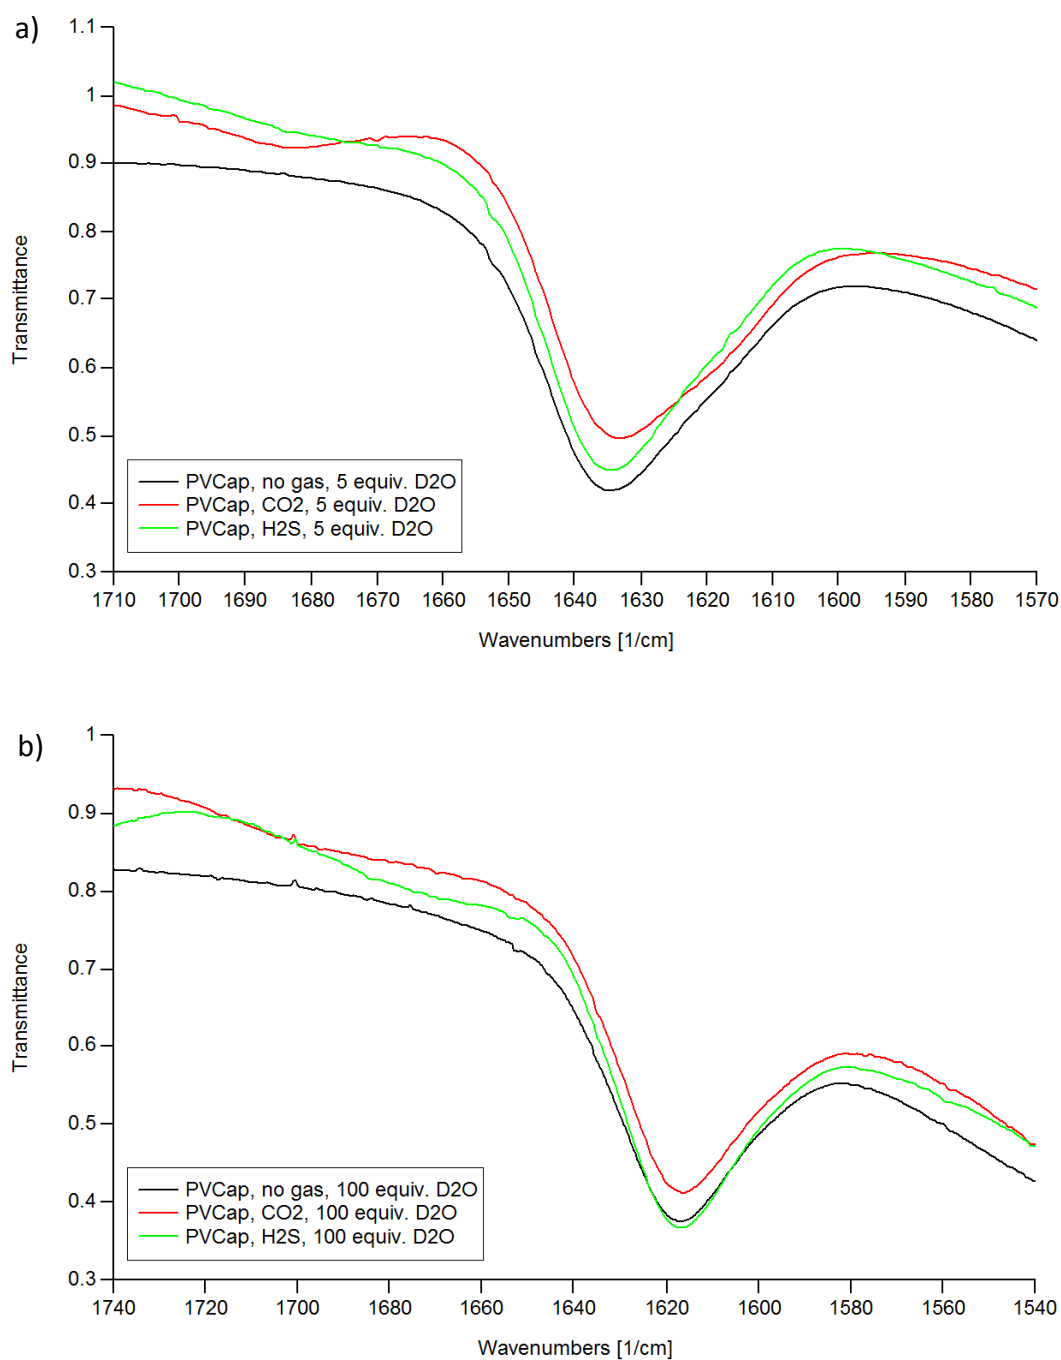 a)
1.1
1
0.9
0.8
0.7
0.6
0.5
0.4
0.3
Transmittance
PVCap, no gas, 5 equiv. D2O
PVCap, CO2, 5 equiv. D2O
PVCap, H2S, 5 equiv. D2O
1710 1700 1690 1680 1670 1660 1650 1640 1630 1620 1610 1600 1590 1580 1570
Wavenumbers [1/cm]
b)
1
0.9
0.8
0.7
0.6
0.5
0.4
0.3
Transmittance
PVCap, no gas, 100 equiv. D2O
PVCap, CO2, 100 equiv. D2O
PVCap, H2S, 100 equiv. D2O
1740 1720 1700 1680 1660 1640 1620 1600 1580 1560 1540
Wavenumbers [1/cm]